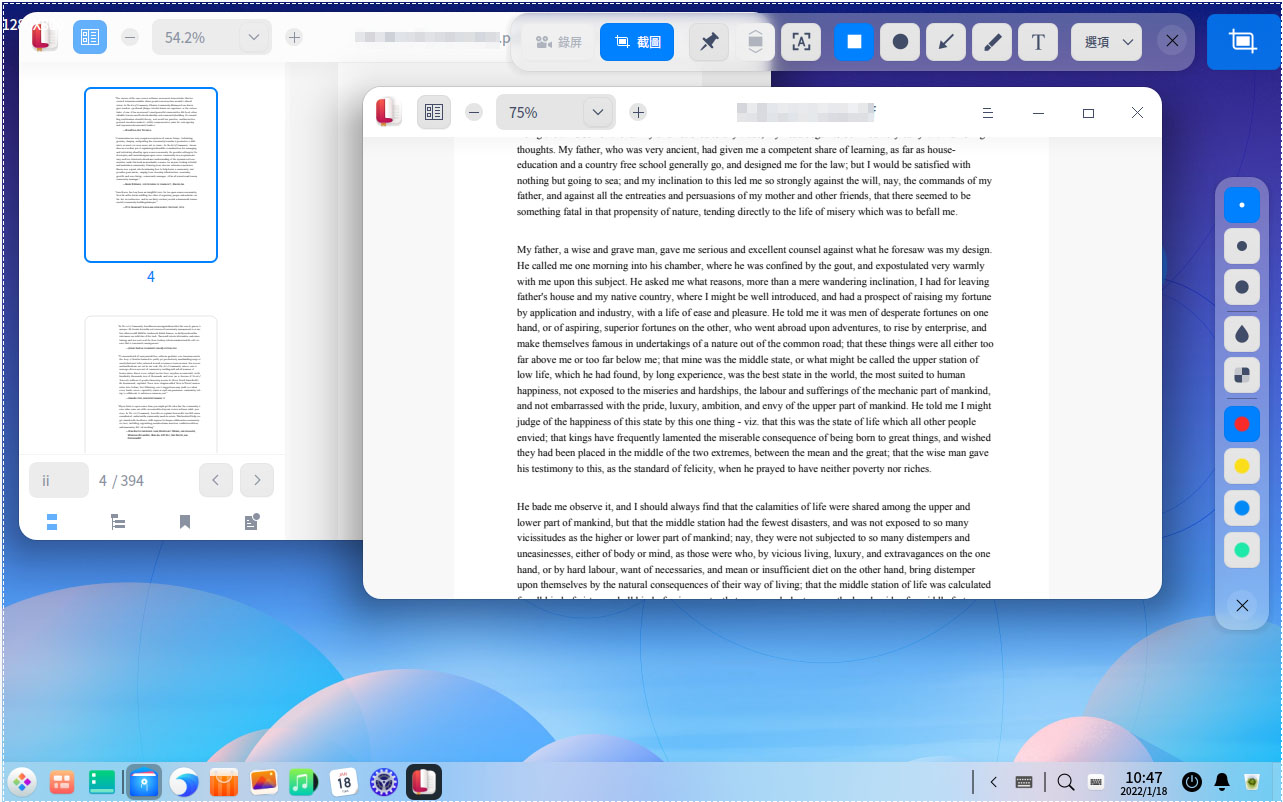 128
54.2%
.p
錄屏
截圖
T
選項
75%
thoughts. My father, who was very ancient, had given me a competent share of learning, as far as house-
education and a country free school generally go, and designed me for the law; but I would be satisfied with
nothing but going to sea; and my inclination to this led me so strongly against the will, nay, the commands of my
father, and against all the entreaties and persuasions of my mother and other friends, that there seemed to be
something fatal in that propensity of nature, tending directly to the life of misery which was to befall me.
My father, a wise and grave man, gave me serious and excellent counsel against what he foresaw was my design.
He called me one morning into his chamber, where he was confined by the gout, and expostulated very warmly
with me upon this subject. He asked me what reasons, more than a mere wandering inclination, I had for leaving
father's house and my native country, where I might be well introduced, and had a prospect of raising my fortune
by application and industry, with a life of ease and pleasure. He told me it was men of desperate fortunes on one
hand, or of aspiring, superior fortunes on the other, who went abroad upon adventures, to rise by enterprise, and
make themselves famous in undertakings of a nature out of the common road; that these things were all either too
far above me or too far below me; that mine was the middle state, or what might be called the upper station of
low life, which he had found, by long experience, was the best state in the world, the most suited to human
happiness, not exposed to the miseries and hardships, the labour and sufferings of the mechanic part of mankind,
and not embarrassed with the pride, luxury, ambition, and envy of the upper part of mankind. He told me I might
judge of the happiness of this state by this one thing - viz. that this was the state of life which all other people
envied; that kings have frequently lamented the miserable consequence of being born to great things, and wished
they had been placed in the middle of the two extremes, between the mean and the great; that the wise man gave
his testimony to this, as the standard of felicity, when he prayed to have neither poverty nor riches.
He bade me observe it, and I should always find that the calamities of life were shared among the upper and
lower part of mankind, but that the middle station had the fewest disasters, and was not exposed to so many
vicissitudes as the higher or lower part of mankind; nay, they were not subjected to so many distempers and
uneasinesses, either of body or mind, as those were who, by vicious living, luxury, and extravagances on the one
hand, or by hard labour, want of necessaries, and mean or insufficient diet on the other hand, bring distemper
upon themselves by the natural consequences of their way of living; that the middle station of life was calculated
4
ii
4 / 394
18
10:47
2022/1/18